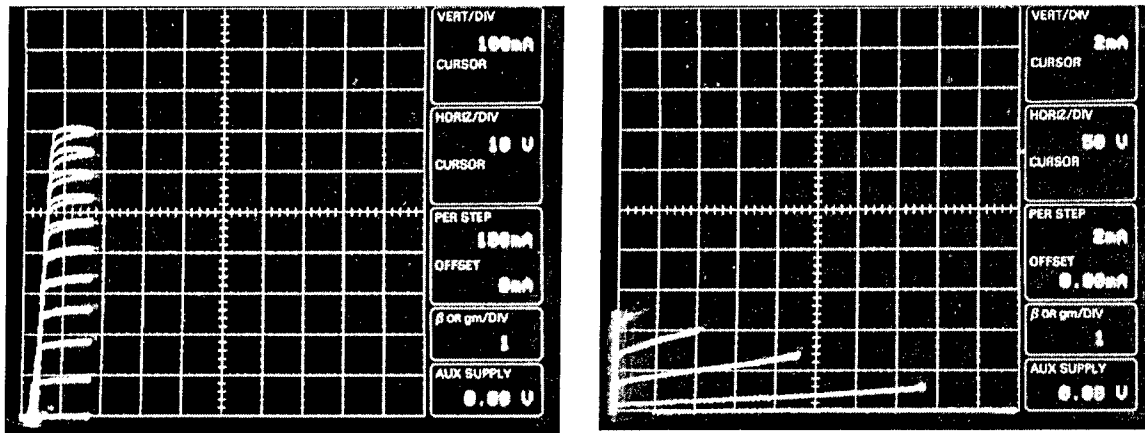 VERT/DIV
100mA
CURSOR
HORIZ/DIV
10 V
CURSOR
PER STEP
100mA
OFFSET
0mA
β OR gm/DIV
1
AUX SUPPLY
0.00 V
VERT/DIV
2mA
CURSOR
HORIZ/DIV
50 V
CURSOR
PER STEP
2mA
OFFSET
0.00mA
β OR gm/DIV
1
AUX SUPPLY
0.00 V